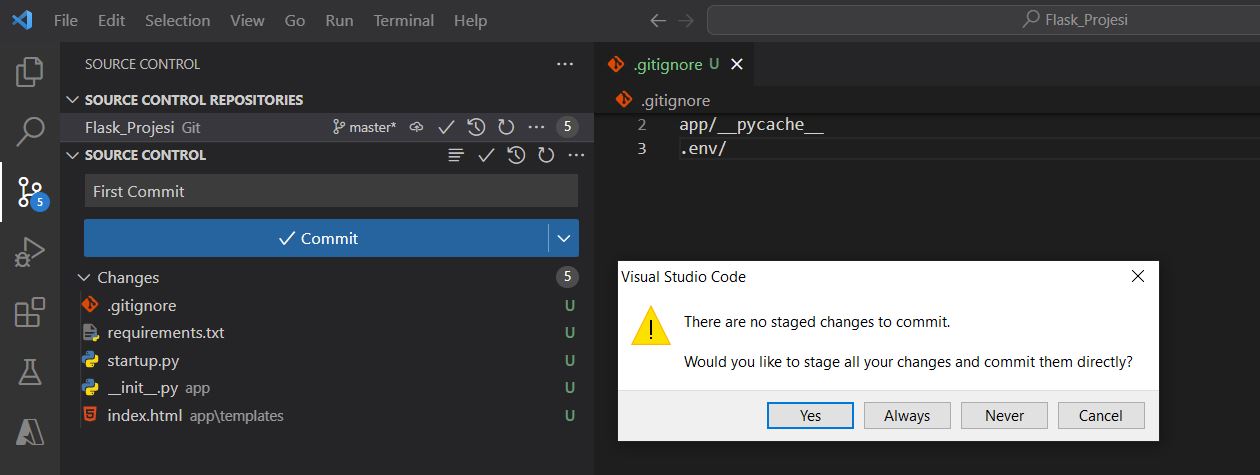 File Edit Selection View Go Run Terminal Help
Flask_Projesi
SOURCE CONTROL ...
SOURCE CONTROL REPOSITORIES
Flask_Projesi Git master* ... 5
SOURCE CONTROL ...
First Commit
Commit
Changes 5
.gitignore U
requirements.txt U
startup.py U
__init__.py app U
index.html app\templates U
5
.gitignore U
.gitignore
2 app/__pycache__
3 .env/
Visual Studio Code
There are no staged changes to commit.
Would you like to stage all your changes and commit them directly?
Yes Always Never Cancel